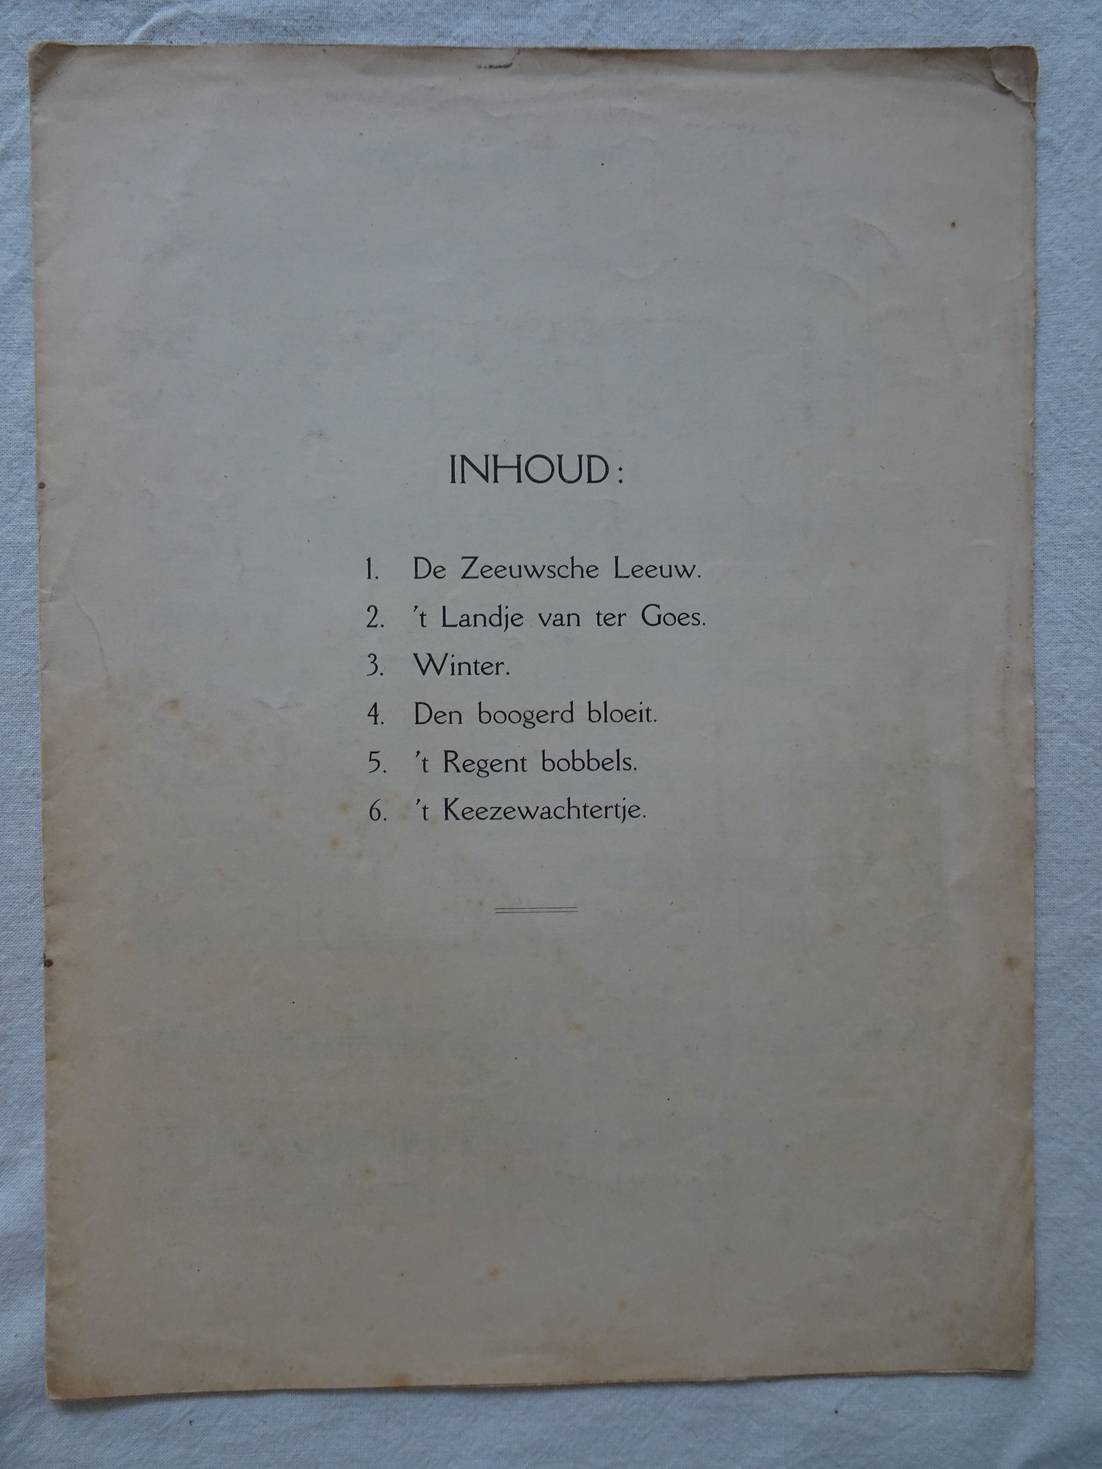 INHOUD:
1. De Zeeuwsche Leeuw.
2. 't Landje van ter Goes.
3. Winter.
4. Den boogerd bloeit.
5. 't Regent bobbels.
6. 't Keezewachtertje.